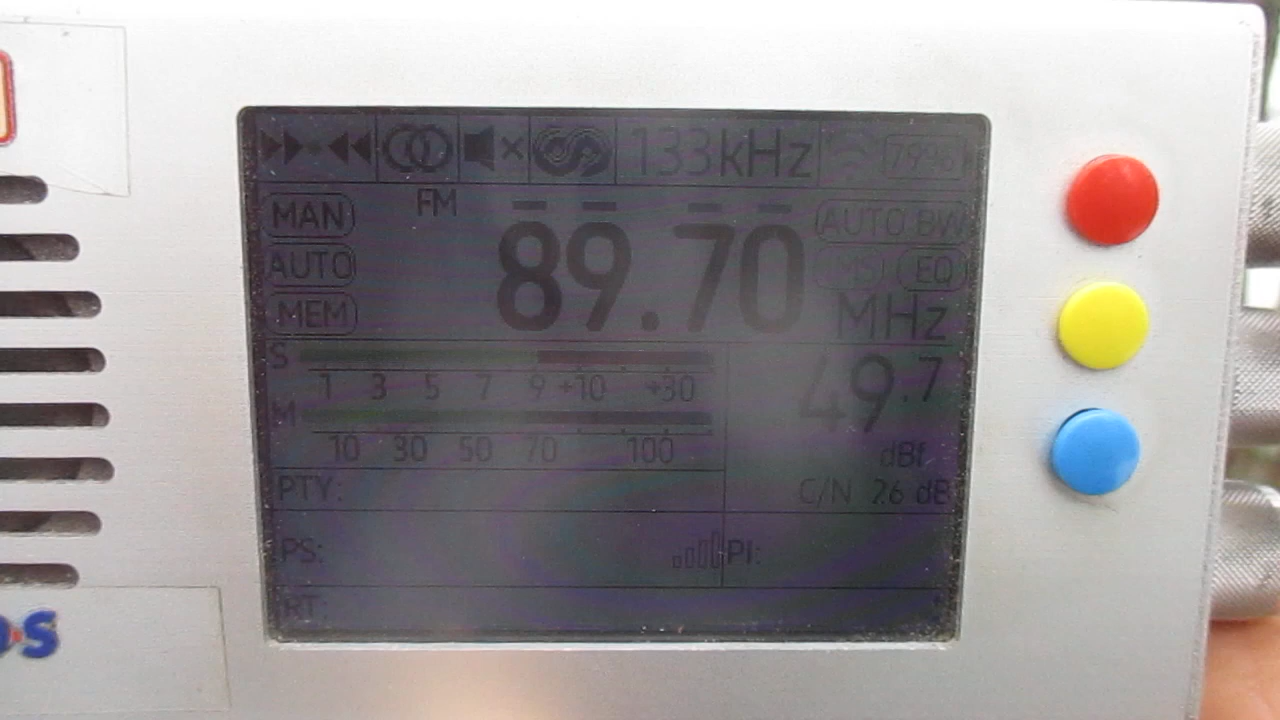 133kHz 79%
MAN FM AUTO BW
AUTO 89.70 MS EQ
MEM MHz
S
1 3 5 7 9 +10 +30 49.7
M
10 30 50 70 100 dBf
PTY: C/N 26 dB
PS: PI:
RT: